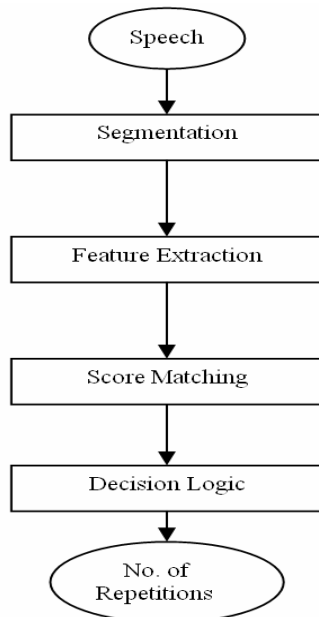 Speech
Segmentation
Feature Extraction
Score Matching
Decision Logic
No. of
Repetitions